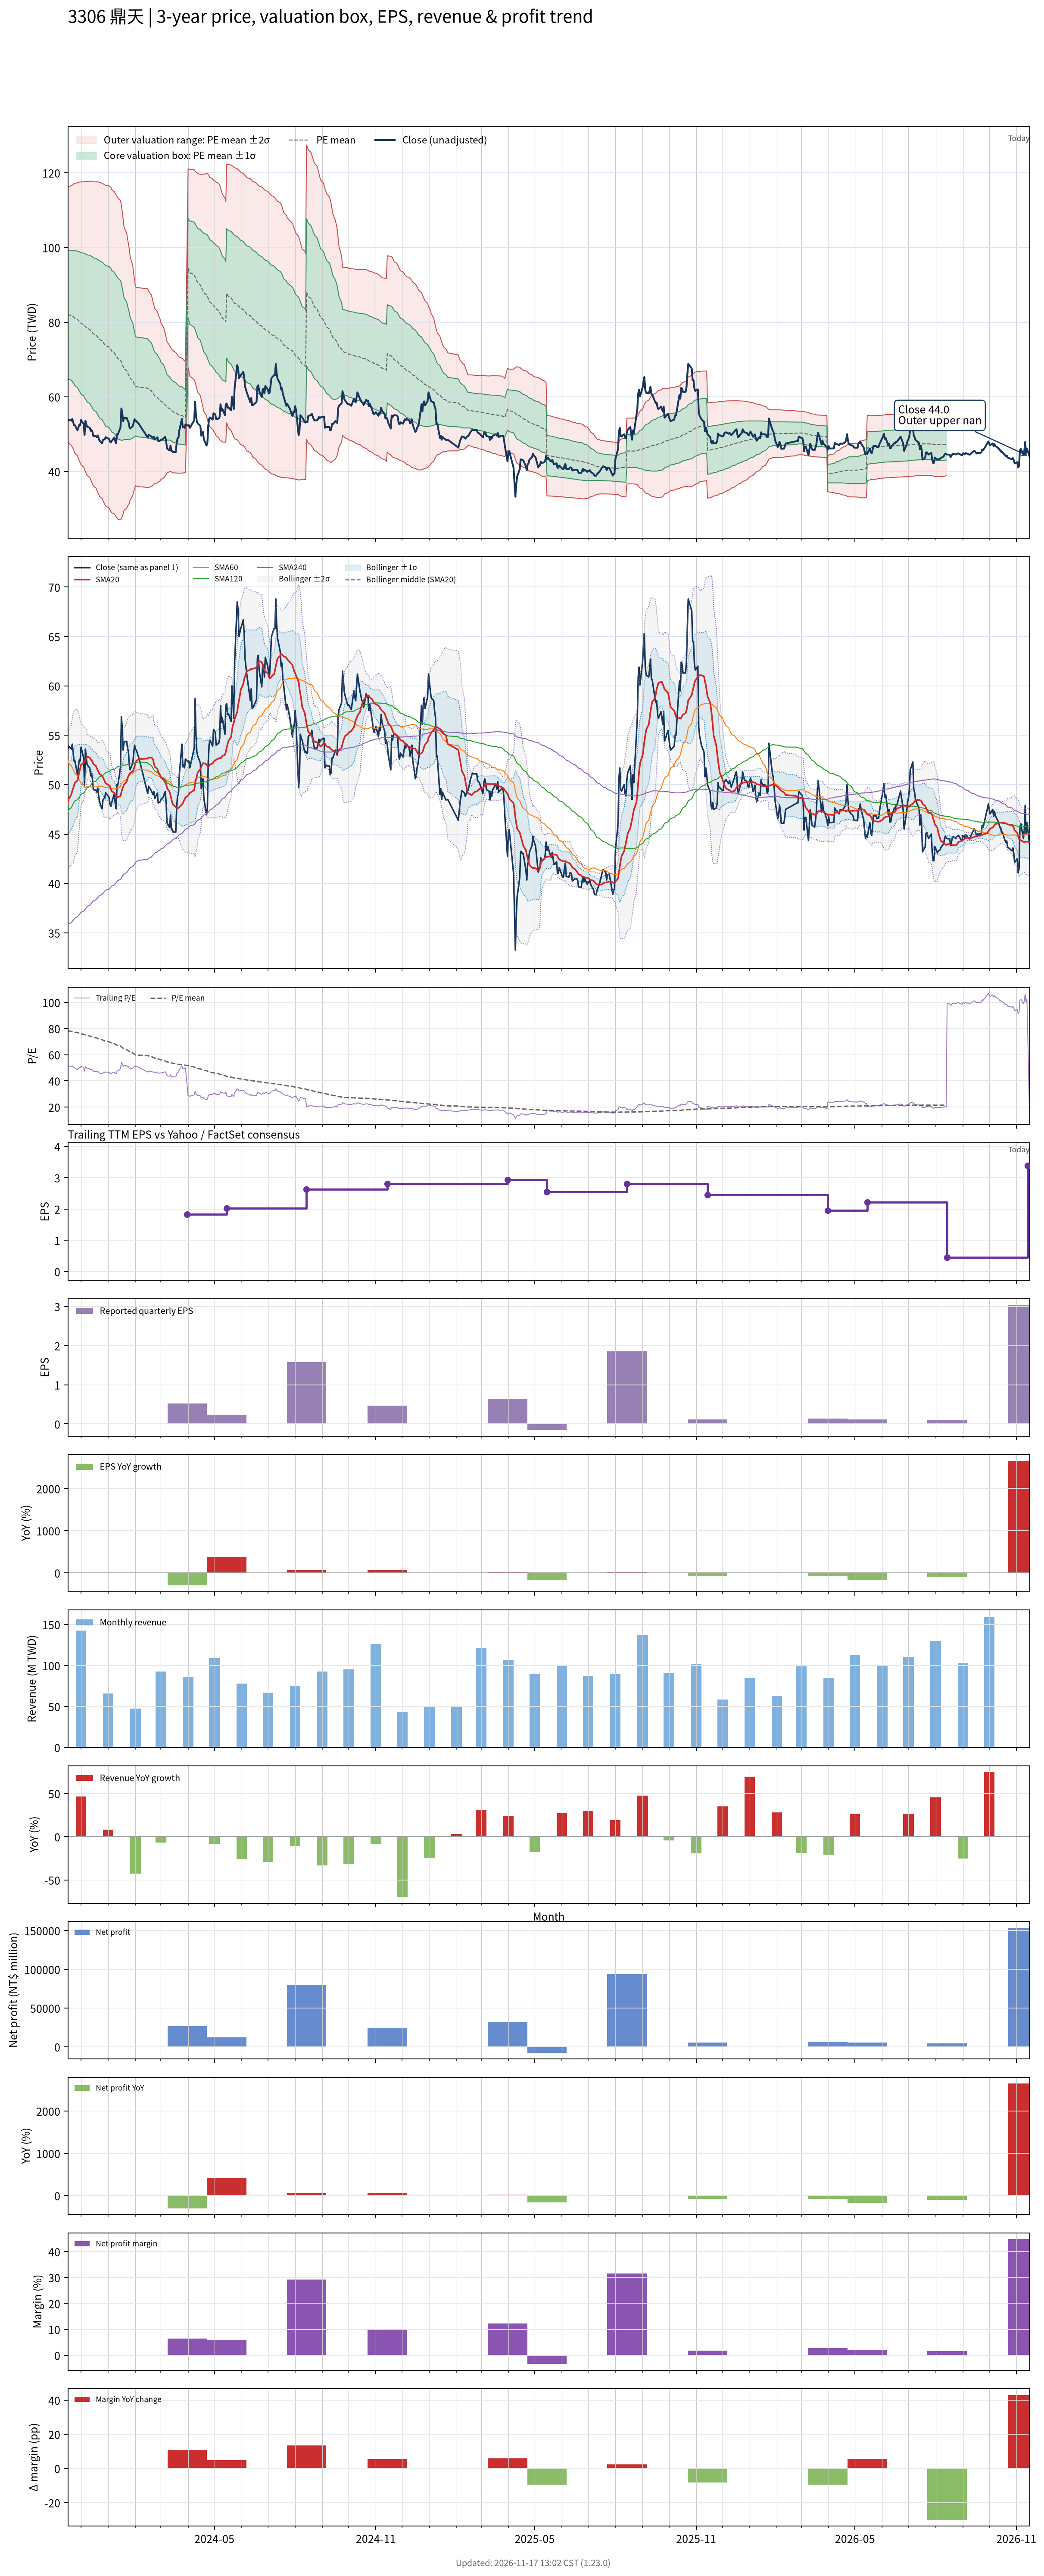 3306 鼎天 | 3-year price, valuation box, EPS, revenue & profit trend
Outer valuation range: PE mean ±2σ
Core valuation box: PE mean ±1σ
PE mean
Close (unadjusted)
Today
Close 44.0
Outer upper nan
Price (TWD)
120
100
80
60
40
Close (same as panel 1)
SMA20
SMA60
SMA120
SMA240
Bollinger ±2σ
Bollinger ±1σ
Bollinger middle (SMA20)
Price
70
65
60
55
50
45
40
35
Trailing P/E
P/E mean
P/E
100
80
60
40
20
Trailing TTM EPS vs Yahoo / FactSet consensus
Today
EPS
4
3
2
1
0
Reported quarterly EPS
EPS
3
2
1
0
EPS YoY growth
YoY (%)
2000
1000
0
Monthly revenue
Revenue (M TWD)
150
100
50
0
Revenue YoY growth
YoY (%)
50
0
-50
Month
Net profit
Net profit (NT$ million)
150000
100000
50000
0
Net profit YoY
YoY (%)
2000
1000
0
Net profit margin
Margin (%)
40
30
20
10
0
Margin YoY change
Δ margin (pp)
40
20
0
-20
2024-05
2024-11
2025-05
2025-11
2026-05
2026-11
Updated: 2026-11-17 13:02 CST (1.23.0)